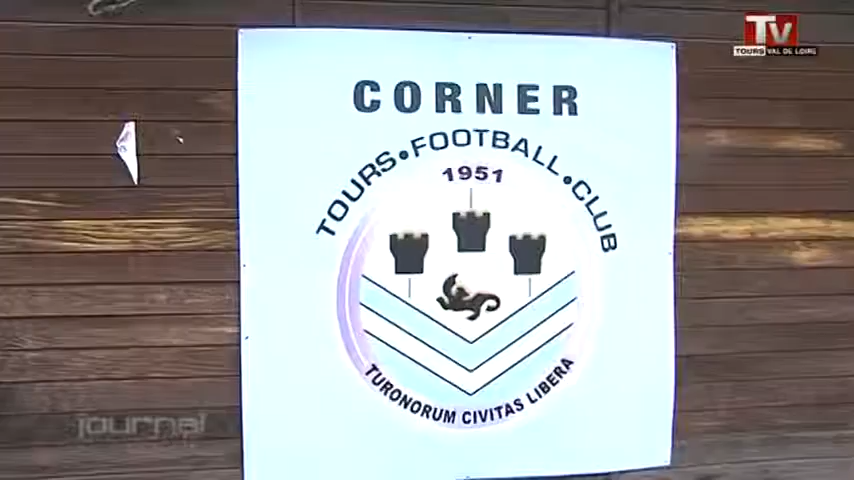 TV
TOURS VAL DE LOIRE
CORNER
TOURS•FOOTBALL•CLUB
1951
TURONORUM CIVITAS LIBERA
journal